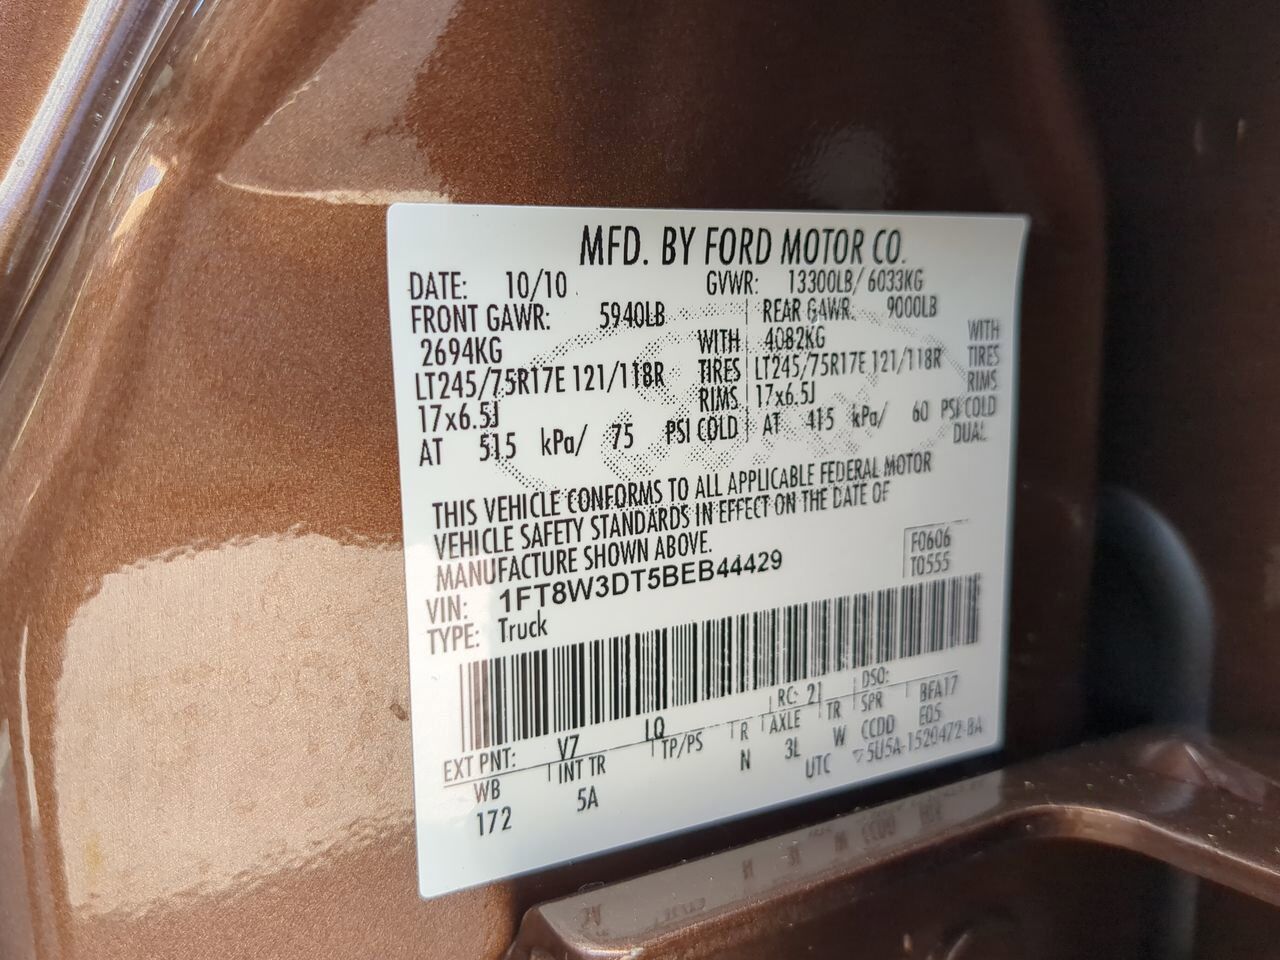 MFD. BY FORD MOTOR CO.
DATE: 10/10 GVWR: 13300LB/ 6033KG
FRONT GAWR: 5940LB REAR GAWR: 9000LB
2694KG WITH 4082KG WITH
LT245/75R17E 121/118R TIRES LT245/75R17E 121/118R TIRES
17x6.5J RIMS 17x6.5J RIMS
AT 515 kPa/ 75 PSI COLD AT 415 kPa/ 60 PSI COLD
DUAL
THIS VEHICLE CONFORMS TO ALL APPLICABLE FEDERAL MOTOR
VEHICLE SAFETY STANDARDS IN EFFECT ON THE DATE OF
MANUFACTURE SHOWN ABOVE.
F0606
T0555
VIN: 1FT8W3DT5BEB44429
TYPE: Truck
EXT PNT: V7 LQ RC: 21 DSO:
WB INT TR TP/PS R AXLE TR SPR BFA17
172 5A N 3L W CCDD EQ5
UTC ▽5U5A-1520472-BA